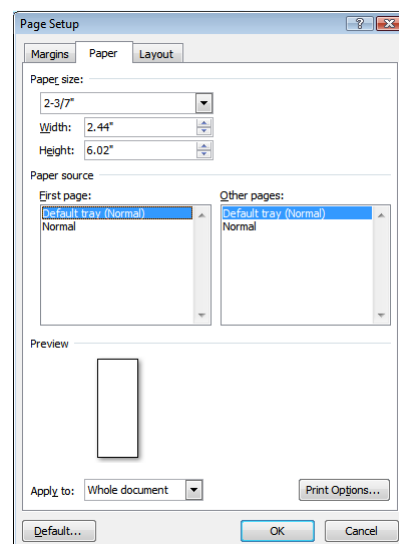 Page Setup
Margins Paper Layout
Paper size:
2-3/7"
Width: 2.44"
Height: 6.02"
Paper source
First page: Other pages:
Default tray (Normal) Default tray (Normal)
Normal Normal
Preview
Apply to: Whole document Print Options...
Default... OK Cancel